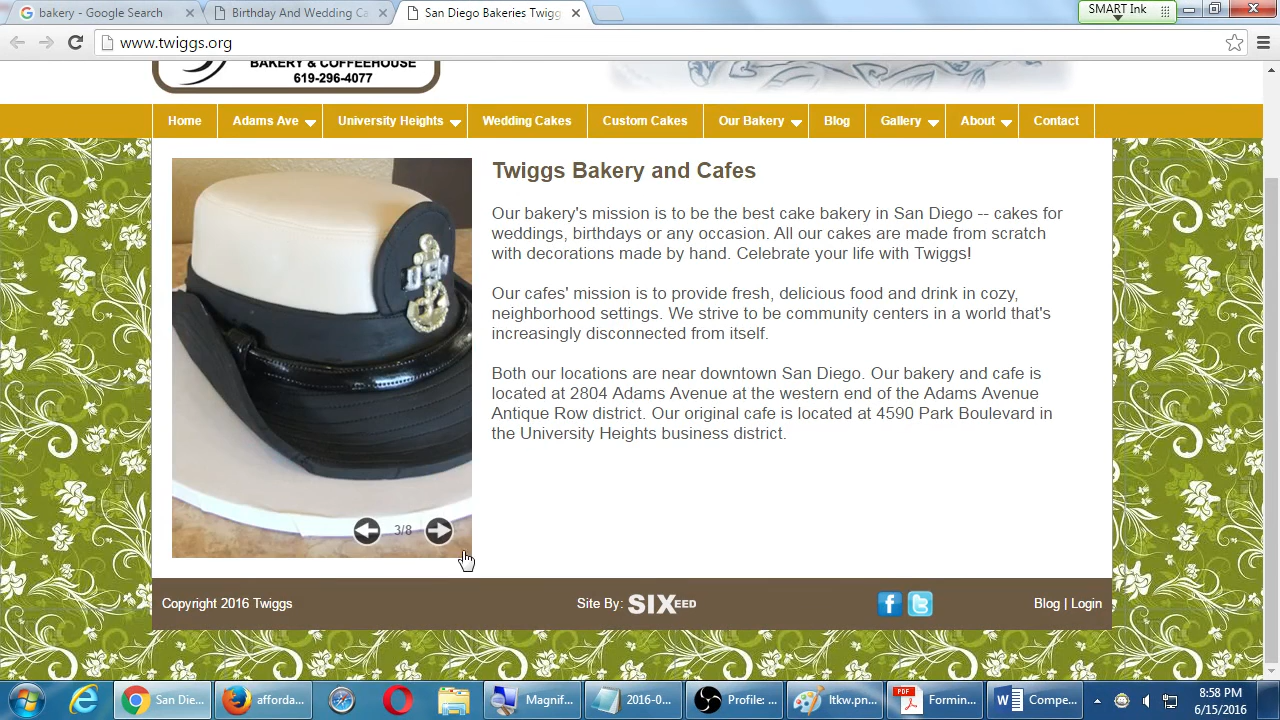 bakery - Google Search
Birthday And Wedding Ca
San Diego Bakeries Twigg
SMART Ink
www.twiggs.org
BAKERY & COFFEEHOUSE
619-296-4077
Home
Adams Ave
University Heights
Wedding Cakes
Custom Cakes
Our Bakery
Blog
Gallery
About
Contact
USN
3/8
Twiggs Bakery and Cafes
Our bakery's mission is to be the best cake bakery in San Diego -- cakes for
weddings, birthdays or any occasion. All our cakes are made from scratch
with decorations made by hand. Celebrate your life with Twiggs!
Our cafes' mission is to provide fresh, delicious food and drink in cozy,
neighborhood settings. We strive to be community centers in a world that's
increasingly disconnected from itself.
Both our locations are near downtown San Diego. Our bakery and cafe is
located at 2804 Adams Avenue at the western end of the Adams Avenue
Antique Row district. Our original cafe is located at 4590 Park Boulevard in
the University Heights business district.
Copyright 2016 Twiggs
Site By: SIXEED
Blog | Login
San Die...
afforda...
Magnif...
2016-0...
Profile: ...
ltkw.pn...
PDF
Formin...
Compe...
8:58 PM
6/15/2016